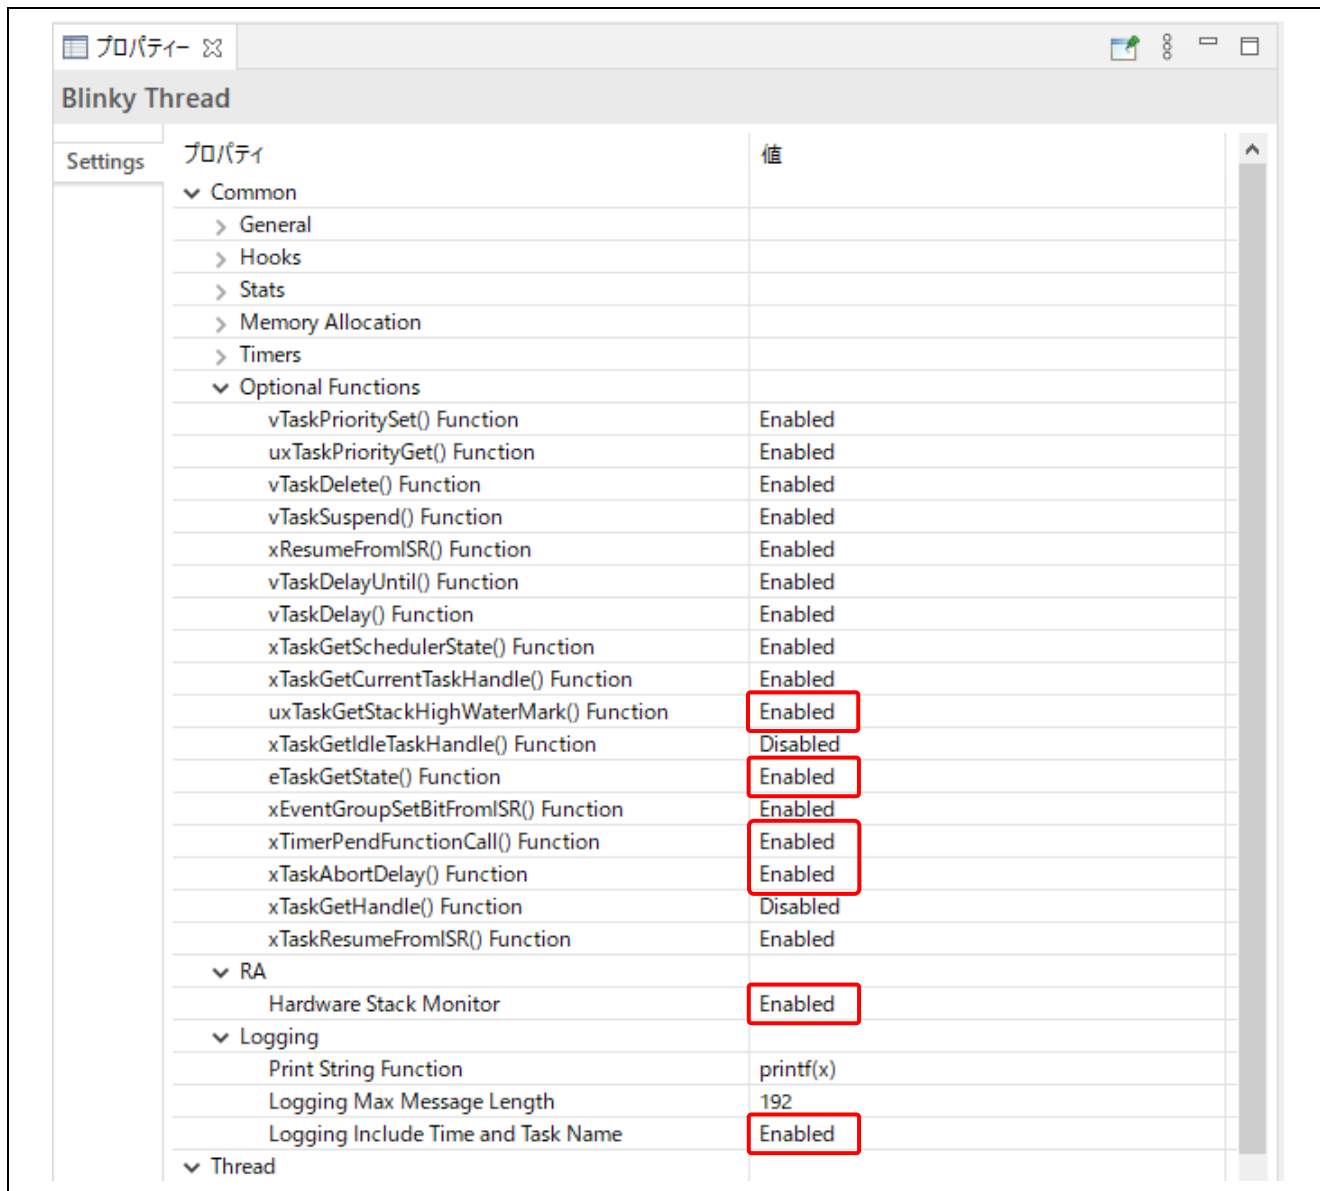 プロパティー
Blinky Thread
Settings
プロパティ 値
Common
General
Hooks
Stats
Memory Allocation
Timers
Optional Functions
vTaskPrioritySet() Function Enabled
uxTaskPriorityGet() Function Enabled
vTaskDelete() Function Enabled
vTaskSuspend() Function Enabled
xResumeFromISR() Function Enabled
vTaskDelayUntil() Function Enabled
vTaskDelay() Function Enabled
xTaskGetSchedulerState() Function Enabled
xTaskGetCurrentTaskHandle() Function Enabled
uxTaskGetStackHighWaterMark() Function Enabled
xTaskGetIdleTaskHandle() Function Disabled
eTaskGetState() Function Enabled
xEventGroupSetBitFromISR() Function Enabled
xTimerPendFunctionCall() Function Enabled
xTaskAbortDelay() Function Enabled
xTaskGetHandle() Function Disabled
xTaskResumeFromISR() Function Enabled
RA
Hardware Stack Monitor Enabled
Logging
Print String Function printf(x)
Logging Max Message Length 192
Logging Include Time and Task Name Enabled
Thread